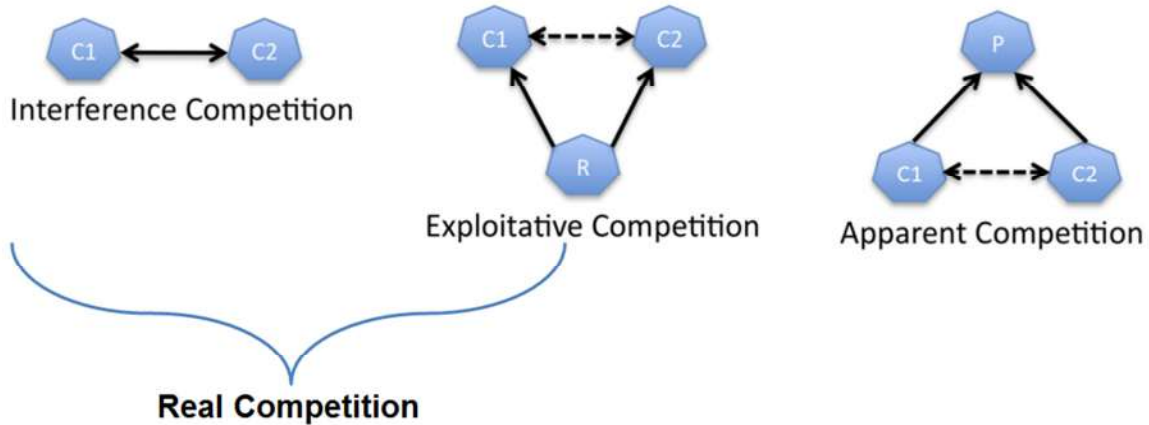 C1 C2
Interference Competition
C1 C2
R
Exploitative Competition
P
C1 C2
Apparent Competition
Real Competition